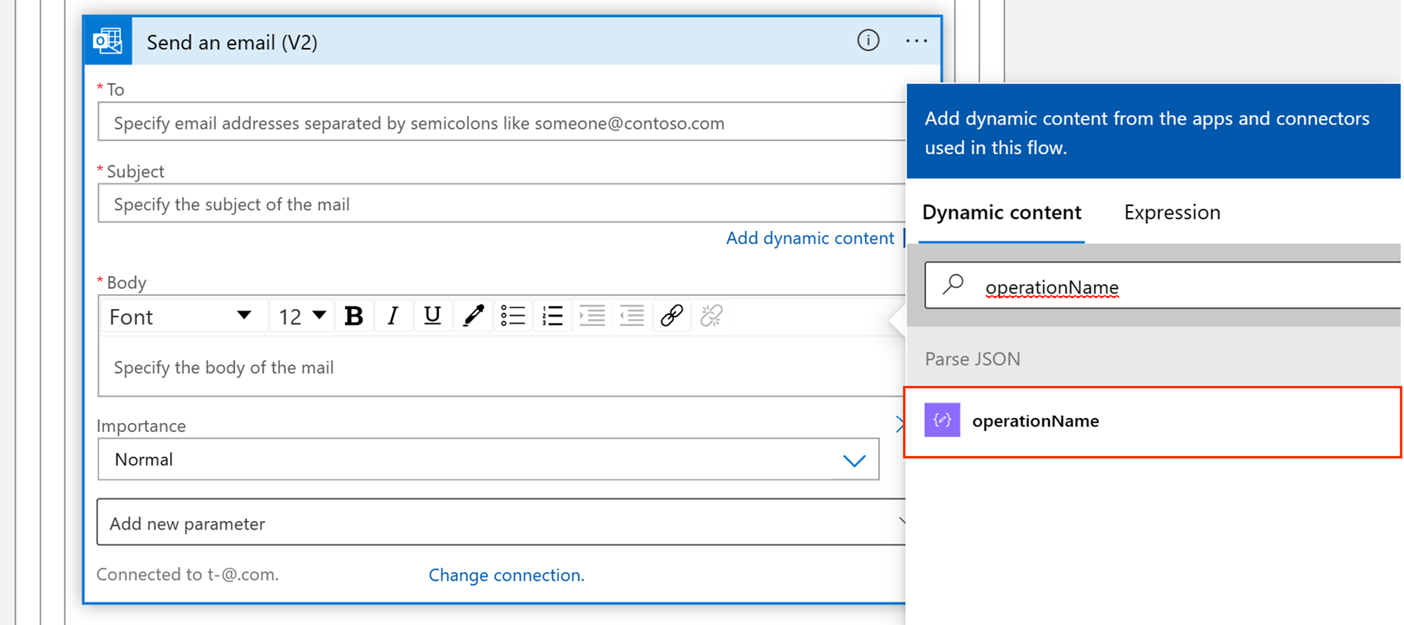 Send an email (V2)
* To
Specify email addresses separated by semicolons like someone@contoso.com
* Subject
Specify the subject of the mail
Add dynamic content
* Body
Font 12 B I U
Specify the body of the mail
Importance
Normal
Add new parameter
Connected to t-@.com. Change connection.
Add dynamic content from the apps and connectors
used in this flow.
Dynamic content Expression
operationName
Parse JSON
operationName